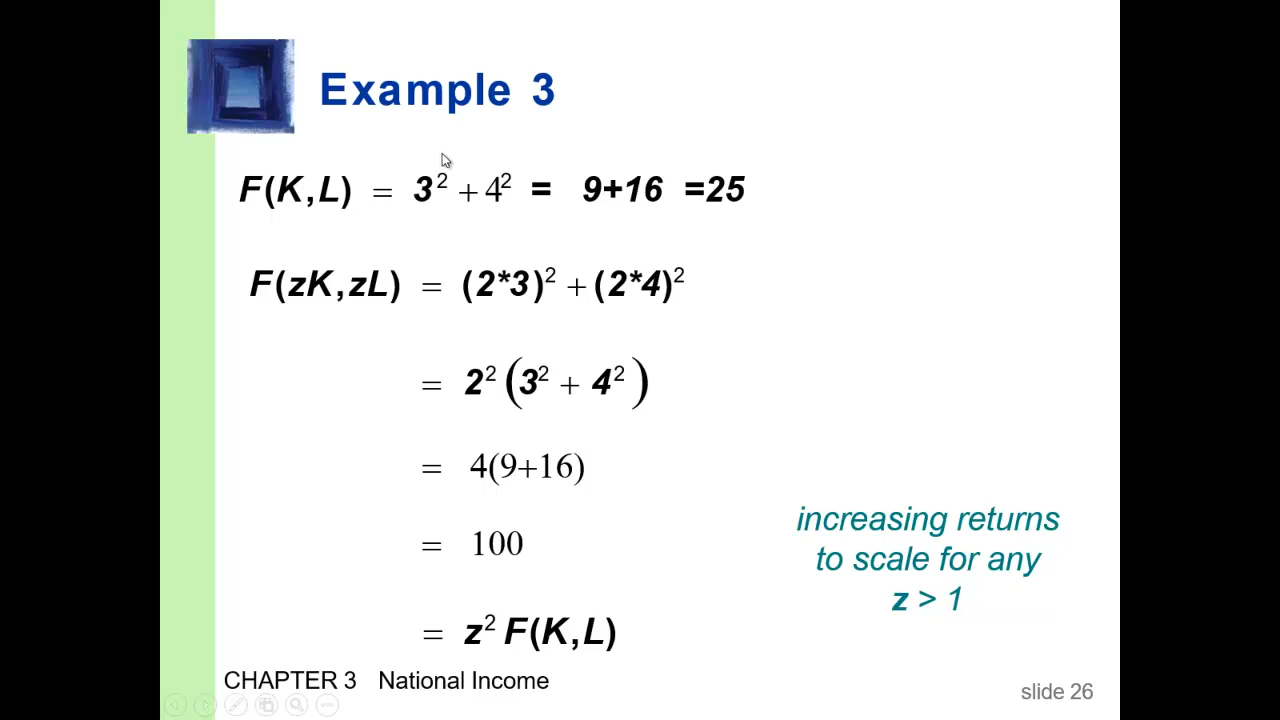 Example 3
F(K,L) = 3² + 4² = 9+16 =25
F(zK,zL) = (2*3)² + (2*4)²
= 2² (3² + 4²)
= 4(9+16)
= 100
= z² F(K,L)
increasing returns
to scale for any
z > 1
CHAPTER 3 National Income
slide 26